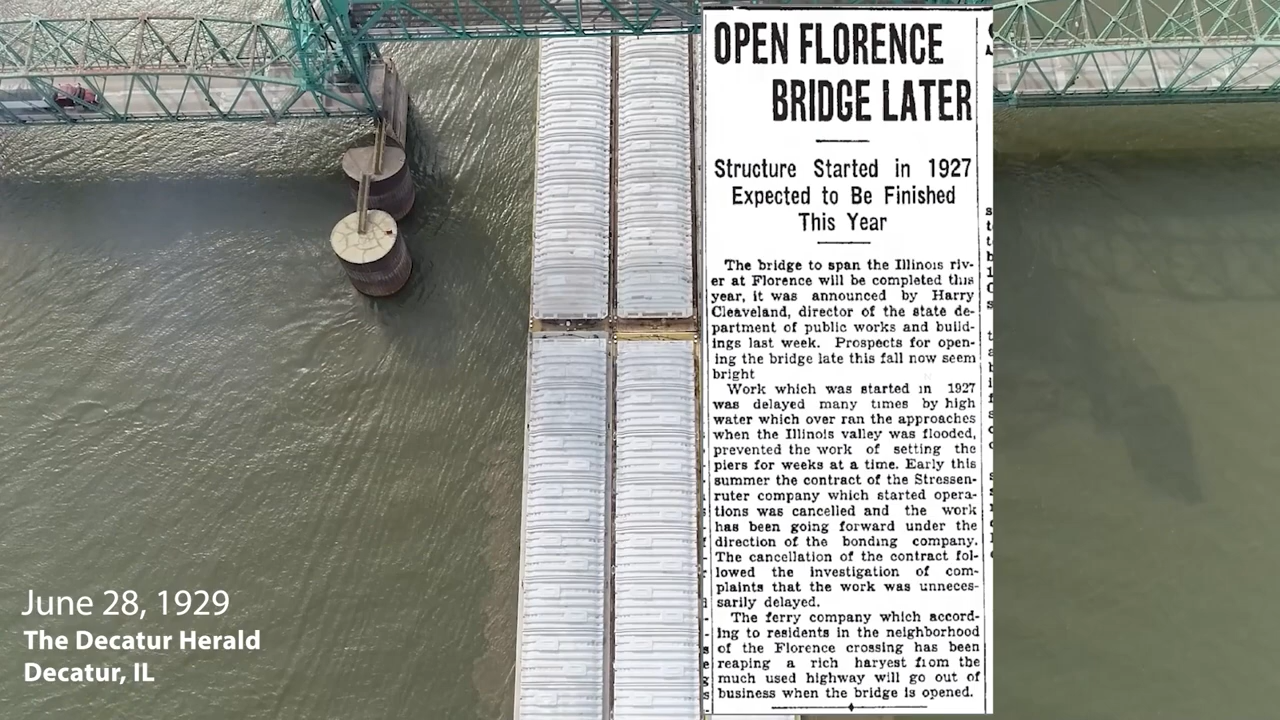 OPEN FLORENCE
BRIDGE LATER
Structure Started in 1927
Expected to Be Finished
This Year
The bridge to span the Illinois riv-
er at Florence will be completed this
year, it was announced by Harry
Cleaveland, director of the state de-
partment of public works and build-
ings last week. Prospects for open-
ing the bridge late this fall now seem
bright
Work which was started in 1927
was delayed many times by high
water which over ran the approaches
when the Illinois valley was flooded,
prevented the work of setting the
piers for weeks at a time. Early this
summer the contract of the Stressen-
ruter company which started opera-
tions was cancelled and the work
has been going forward under the
direction of the bonding company.
The cancellation of the contract fol-
lowed the investigation of com-
plaints that the work was unneces-
sarily delayed.
The ferry company which accord-
ing to residents in the neighborhood
of the Florence crossing has been
reaping a rich harvest from the
much used highway will go out of
business when the bridge is opened.
June 28, 1929
The Decatur Herald
Decatur, IL